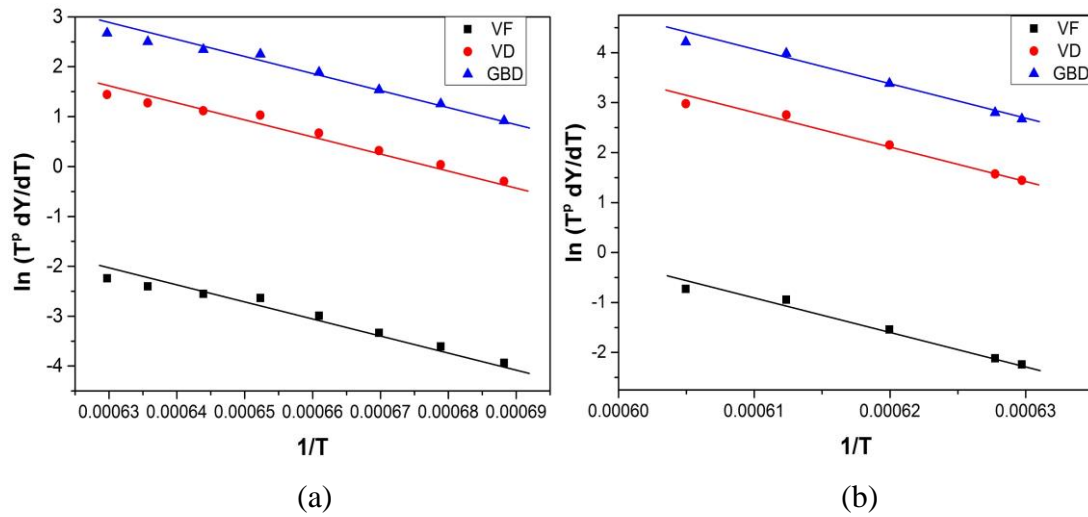 3
2
1
0
-1
-2
-3
-4
ln (Tᵖ dY/dT)
VF
VD
GBD
0.00063 0.00064 0.00065 0.00066 0.00067 0.00068 0.00069
1/T
(a)
4
3
2
1
0
-1
-2
ln (Tᵖ dY/dT)
VF
VD
GBD
0.00060 0.00061 0.00062 0.00063
1/T
(b)